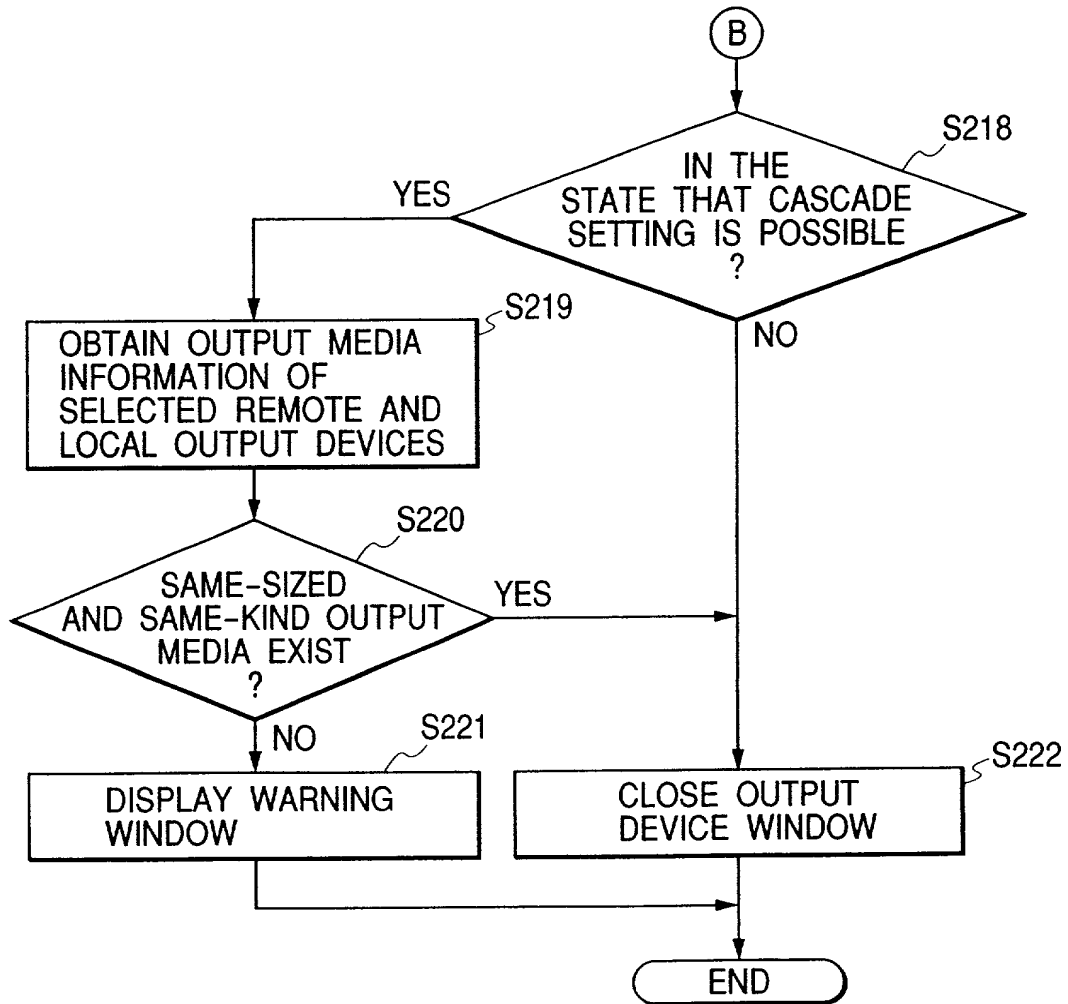 B
S218
IN THE
STATE THAT CASCADE
SETTING IS POSSIBLE
?
YES
NO
S219
OBTAIN OUTPUT MEDIA
INFORMATION OF
SELECTED REMOTE AND
LOCAL OUTPUT DEVICES
S220
SAME-SIZED
AND SAME-KIND OUTPUT
MEDIA EXIST
?
YES
NO
S221
DISPLAY WARNING
WINDOW
S222
CLOSE OUTPUT
DEVICE WINDOW
END